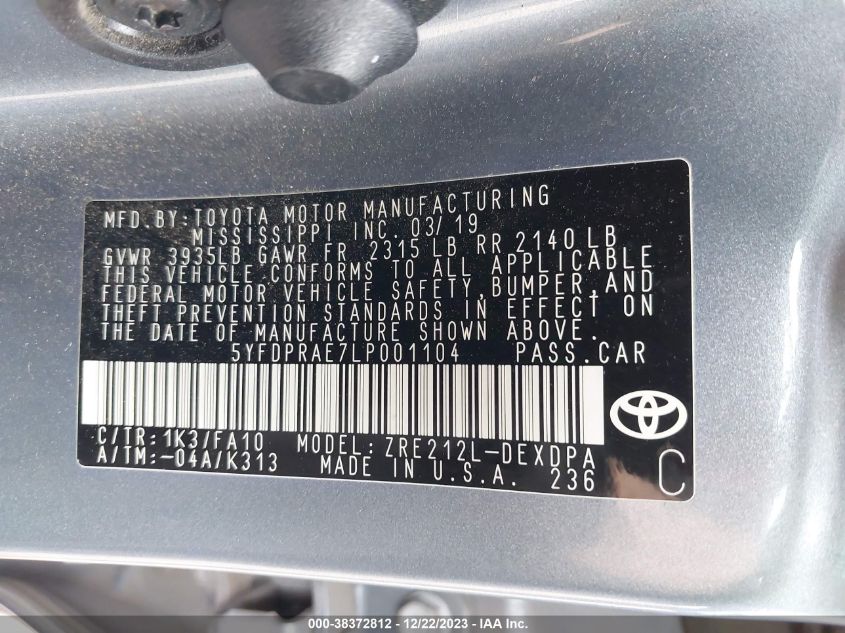 MFD.BY:TOYOTA MOTOR MANUFACTURING
MISSISSIPPI INC. 03/19
GVWR 3935LB GAWR FR 2315 LB RR 2140 LB
THIS VEHICLE CONFORMS TO ALL APPLICABLE
FEDERAL MOTOR VEHICLE SAFETY,BUMPER,AND
THEFT PREVENTION STANDARDS IN EFFECT ON
THE DATE OF MANUFACTURE SHOWN ABOVE.
5YFDPRAE7LP001104 PASS.CAR
C/TR:1K3/FA10 MODEL:ZRE212L-DEXDPA
A/TM:-04A/K313 MADE IN U.S.A. 236
C
000-38372812 - 12/22/2023 - IAA Inc.